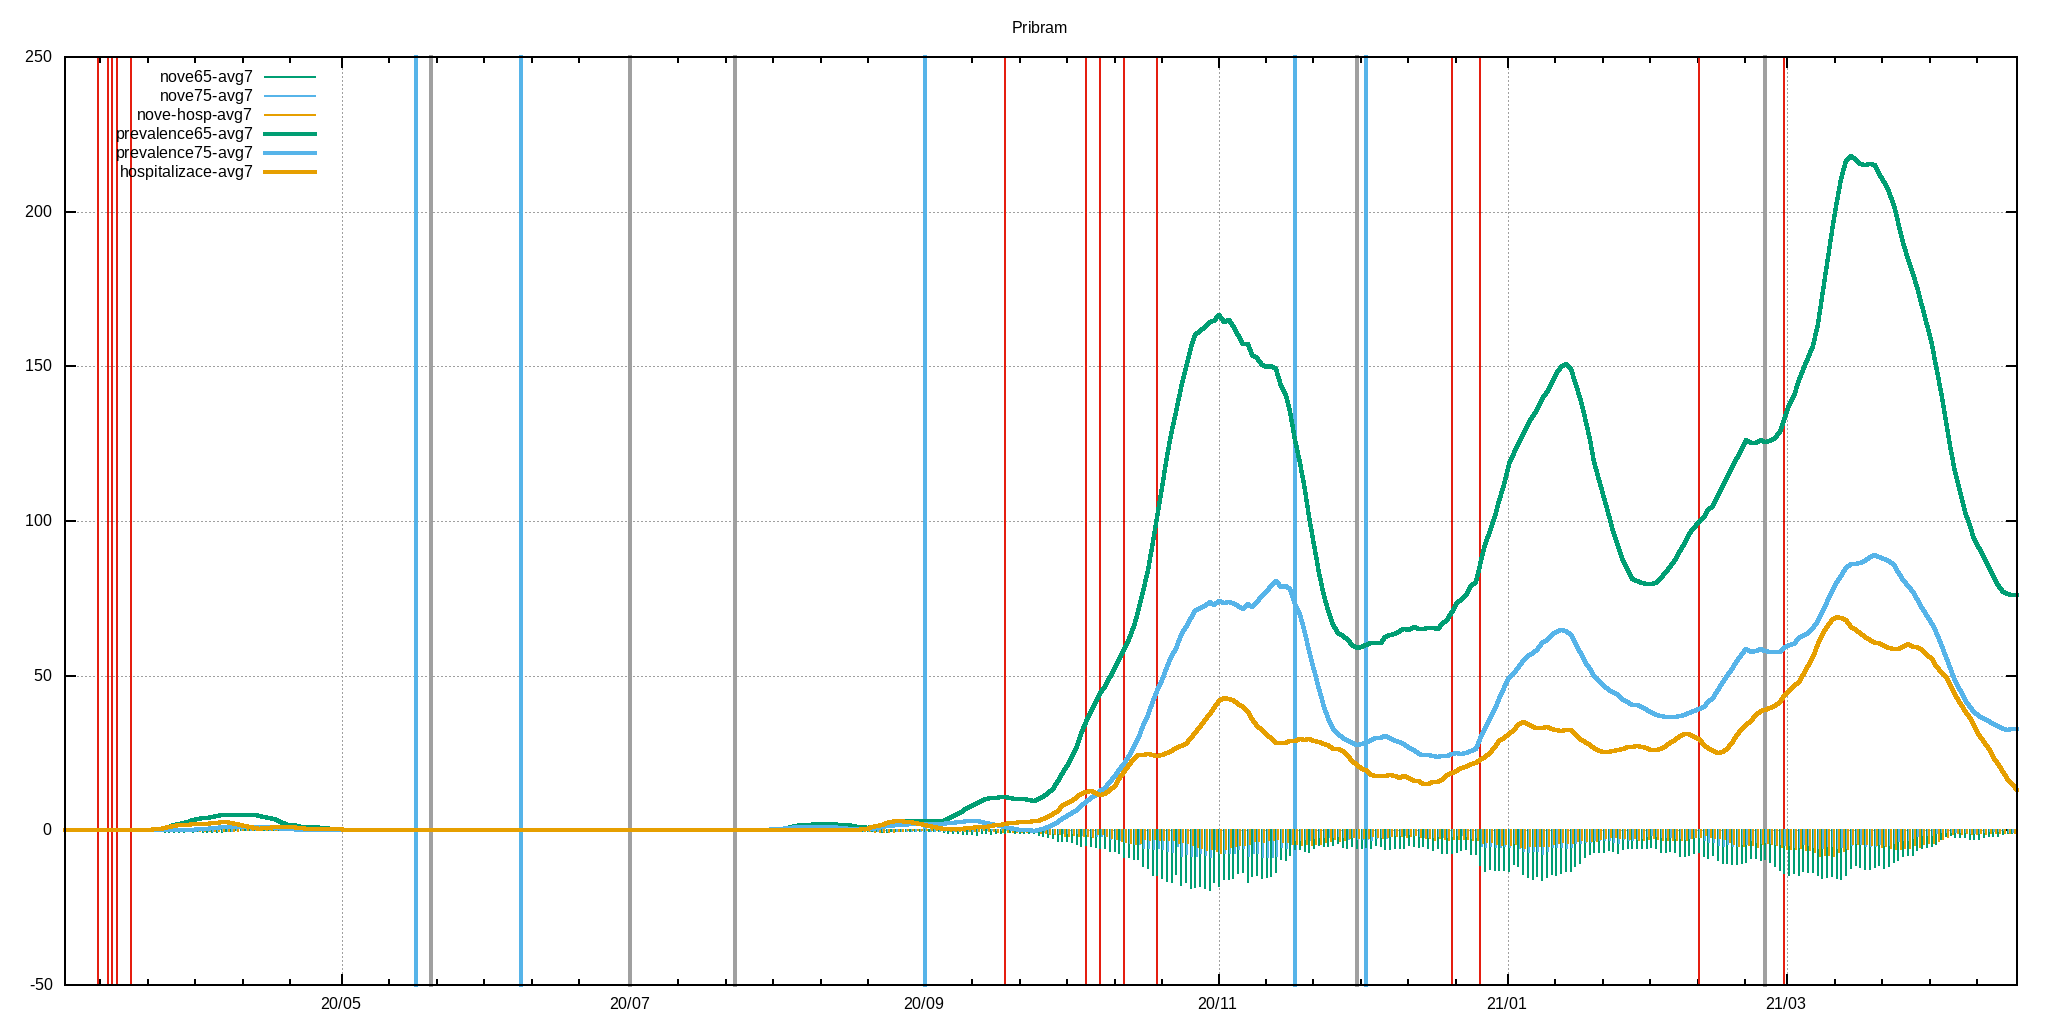 Pribram
250
200
150
100
50
0
-50
nove65-avg7
nove75-avg7
nove-hosp-avg7
prevalence65-avg7
prevalence75-avg7
hospitalizace-avg7
20/05
20/07
20/09
20/11
21/01
21/03